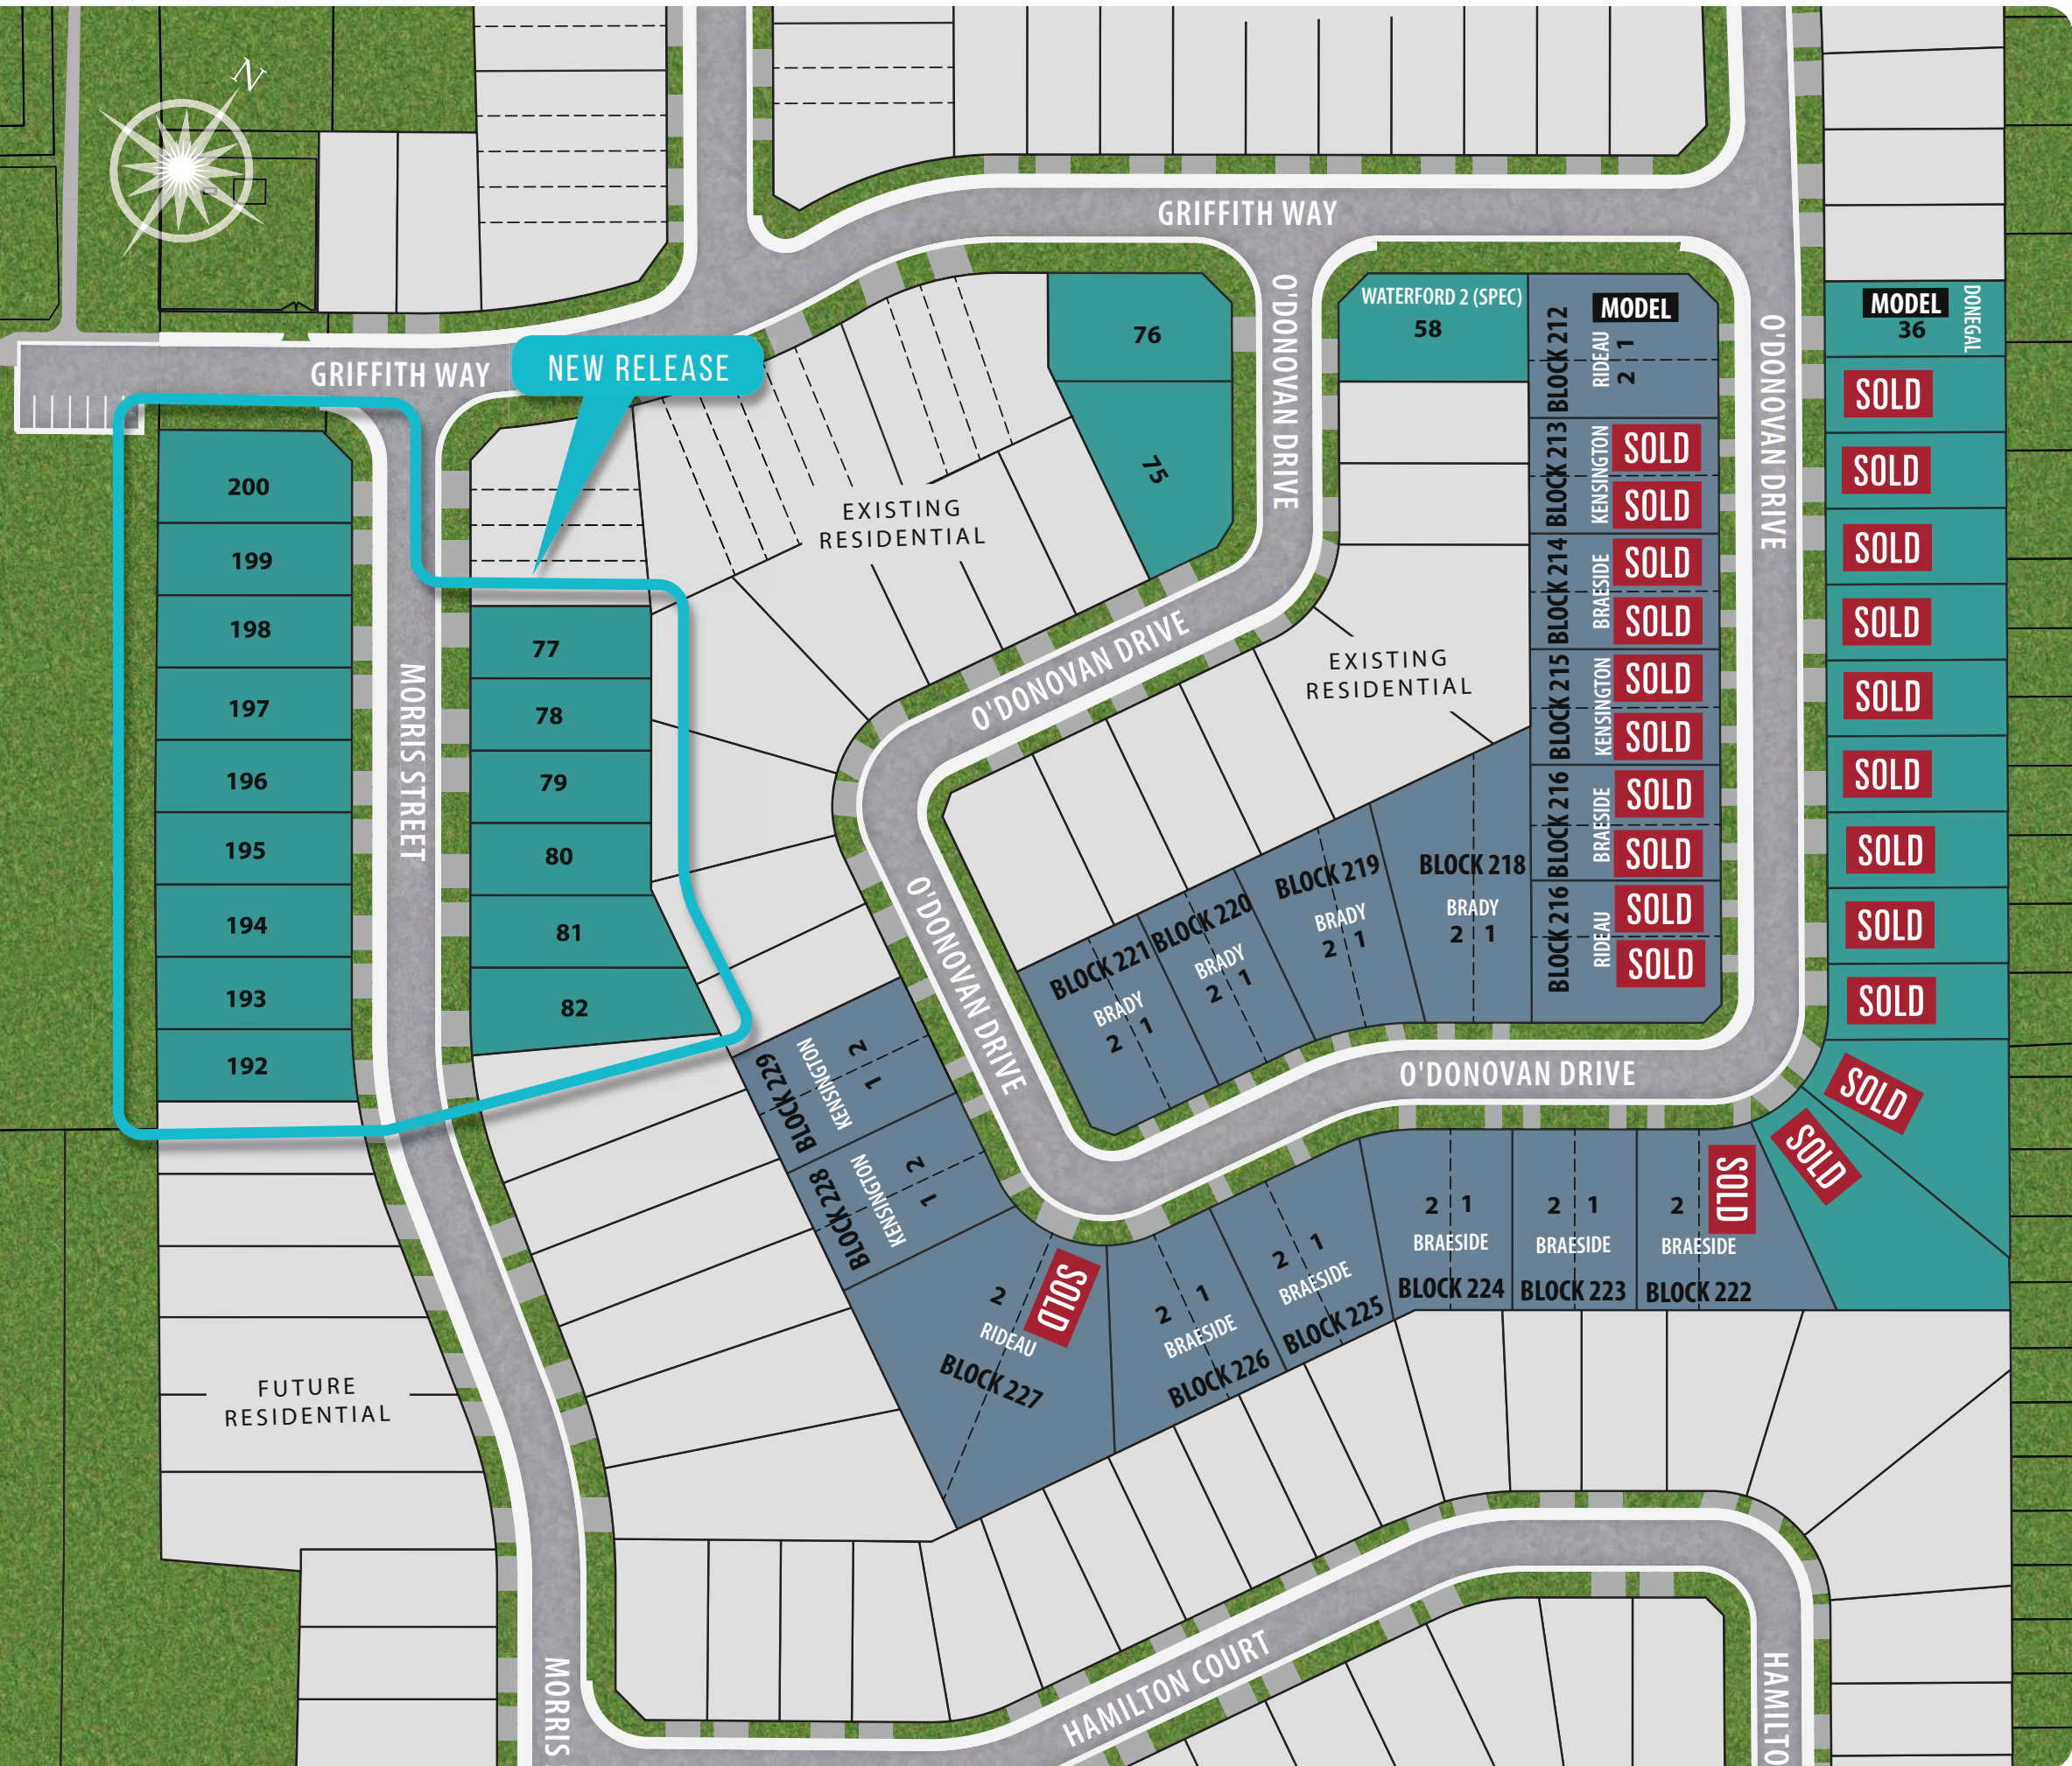 N
GRIFFITH WAY
GRIFFITH WAY
NEW RELEASE
O'DONOVAN DRIVE
O'DONOVAN DRIVE
76
75
WATERFORD 2 (SPEC)
58
BLOCK 212
RIDEAU
MODEL
1
2
MODEL
36
DONEGAL
SOLD
SOLD
SOLD
SOLD
SOLD
SOLD
SOLD
SOLD
SOLD
SOLD
SOLD
BLOCK 213
KENSINGTON
SOLD
SOLD
BLOCK 214
BRAESIDE
SOLD
SOLD
BLOCK 215
KENSINGTON
SOLD
SOLD
BLOCK 216
BRAESIDE
SOLD
SOLD
BLOCK 216
RIDEAU
SOLD
SOLD
EXISTING
RESIDENTIAL
EXISTING
RESIDENTIAL
200
199
198
197
196
195
194
193
192
MORRIS STREET
77
78
79
80
81
82
O'DONOVAN DRIVE
O'DONOVAN DRIVE
O'DONOVAN DRIVE
BLOCK 221
BRADY
2 1
BLOCK 220
BRADY
2 1
BLOCK 219
BRADY
2 1
BLOCK 218
BRADY
2 1
BLOCK 229
KENSINGTON
2
1
BLOCK 228
KENSINGTON
2
1
2
SOLD
RIDEAU
BLOCK 227
2 1
BRAESIDE
BLOCK 226
2 1
BRAESIDE
BLOCK 225
2 1
BRAESIDE
BLOCK 224
2 1
BRAESIDE
BLOCK 223
2
SOLD
BRAESIDE
BLOCK 222
FUTURE
RESIDENTIAL
MORRIS
HAMILTON COURT
HAMILTO